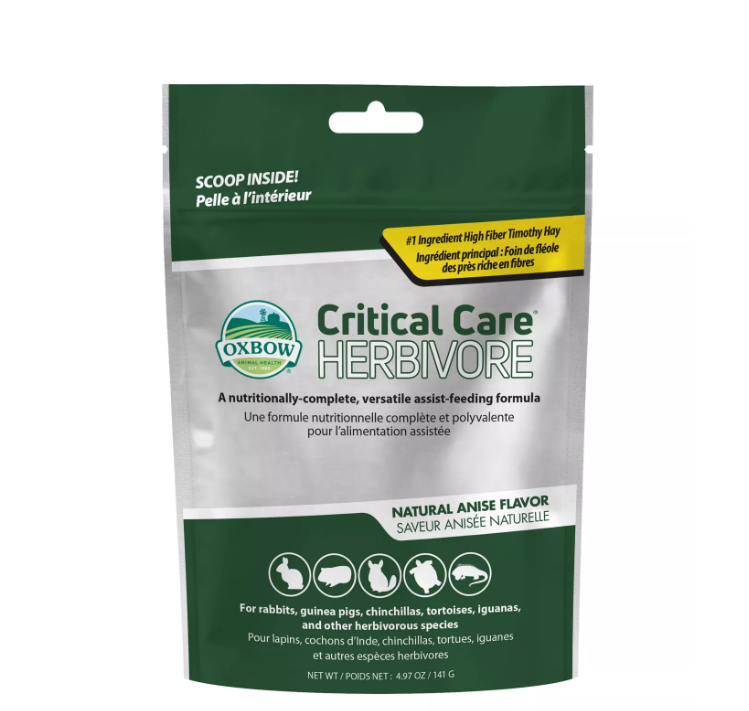 SCOOP INSIDE!
Pelle à l'intérieur
#1 Ingredient High Fiber Timothy Hay
Ingrédient principal : Foin de fléole
des près riche en fibres
OXBOW
ANIMAL HEALTH
Critical Care®
HERBIVORE
A nutritionally-complete, versatile assist-feeding formula
Une formule nutritionnelle complète et polyvalente
pour l'alimentation assistée
NATURAL ANISE FLAVOR
SAVEUR ANISÉE NATURELLE
For rabbits, guinea pigs, chinchillas, tortoises, iguanas,
and other herbivorous species
Pour lapins, cochons d'Inde, chinchillas, tortues, iguanes
et autres espèces herbivores
NET WT / POIDS NET : 4.97 OZ / 141 G